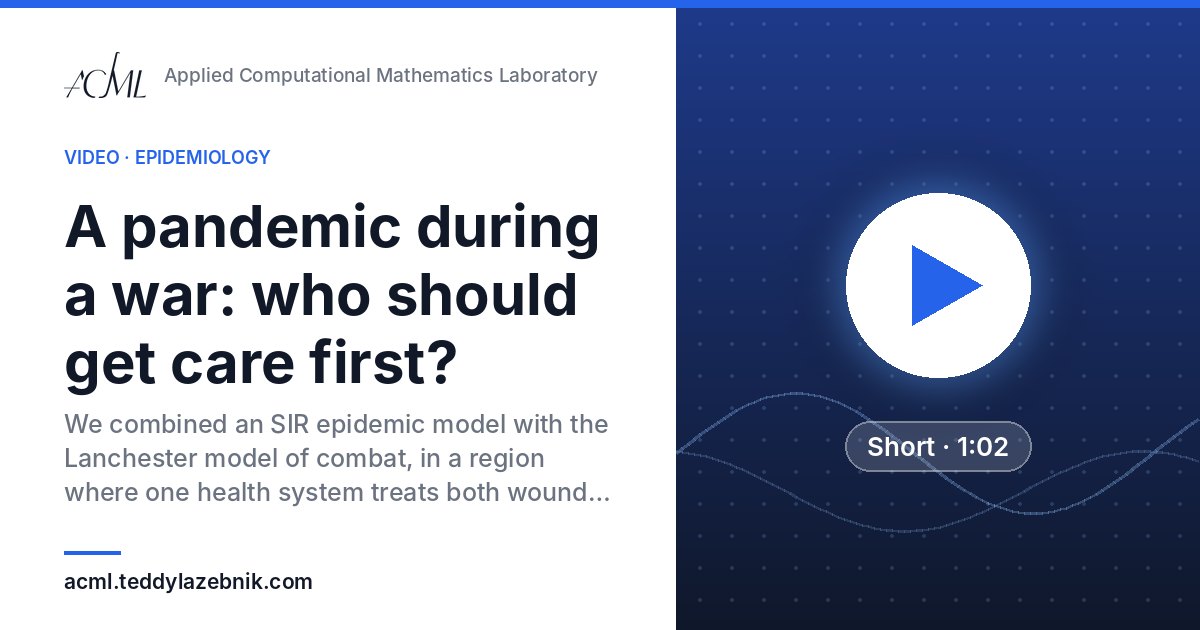 ACML Applied Computational Mathematics Laboratory
VIDEO · EPIDEMIOLOGY
A pandemic during
a war: who should
get care first?
We combined an SIR epidemic model with the
Lanchester model of combat, in a region
where one health system treats both wound...
acml.teddylazebnik.com
Short · 1:02